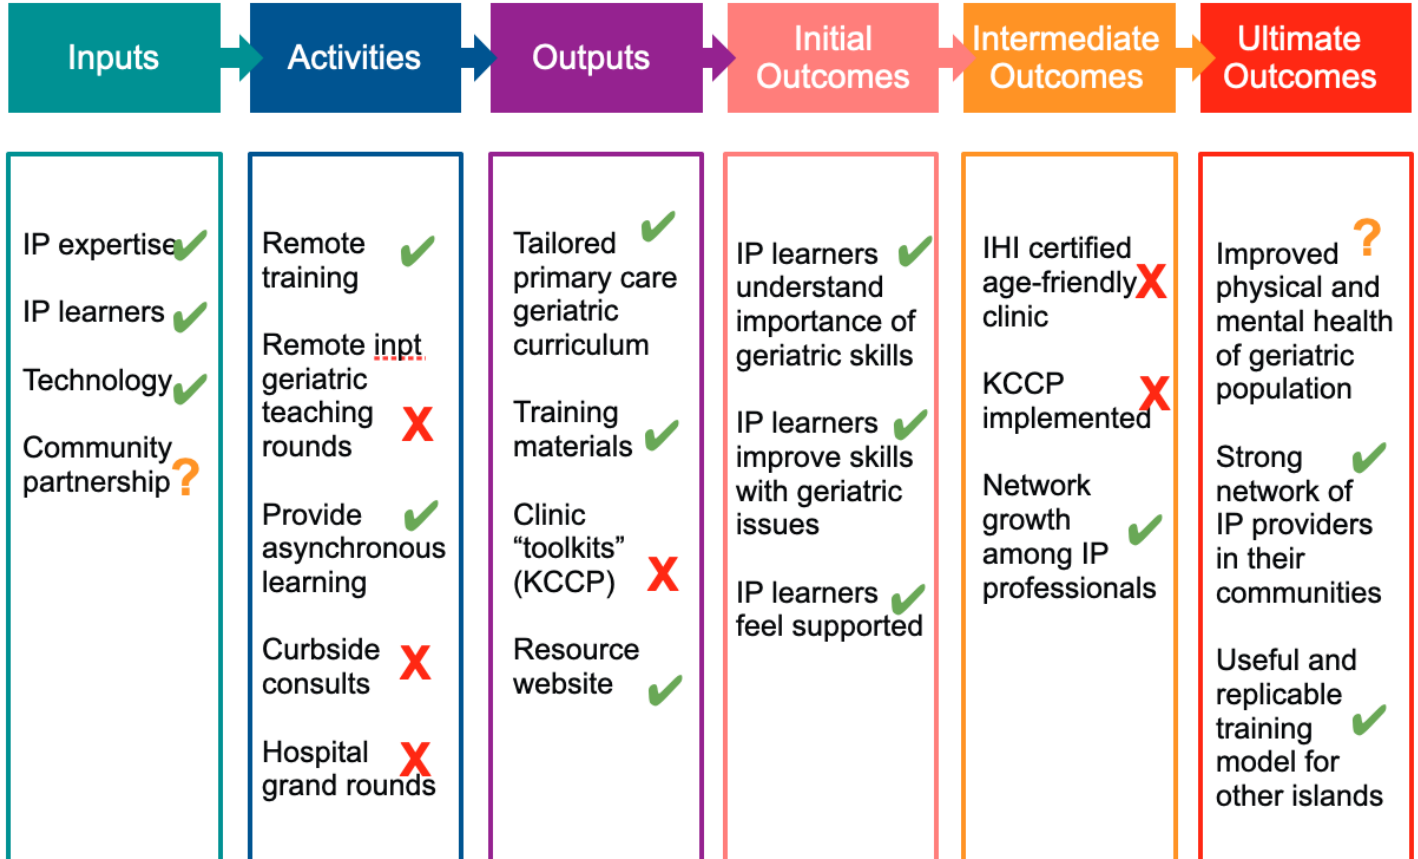 Inputs
Activities
Outputs
Initial
Outcomes
Intermediate
Outcomes
Ultimate
Outcomes
IP expertise
IP learners
Technology
Community
partnership
?
Remote
training
Remote inpt
geriatric
teaching
rounds
X
Provide
asynchronous
learning
Curbside
consults
X
Hospital
grand rounds
X
Tailored
primary care
geriatric
curriculum
Training
materials
Clinic
“toolkits”
(KCCP)
X
Resource
website
IP learners
understand
importance of
geriatric skills
IP learners
improve skills
with geriatric
issues
IP learners
feel supported
IHI certified
age-friendly
clinic
X
KCCP
implemented
X
Network
growth
among IP
professionals
?
Improved
physical and
mental health
of geriatric
population
Strong
network of
IP providers
in their
communities
Useful and
replicable
training
model for
other islands